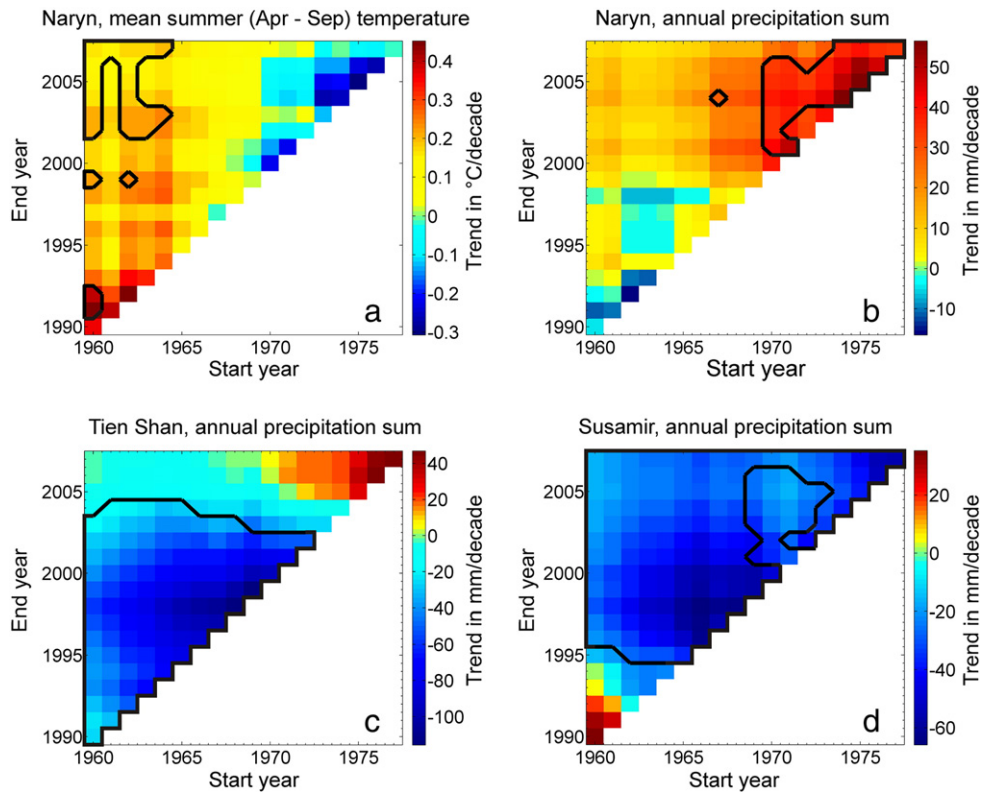 Naryn, mean summer (Apr - Sep) temperature
End year
2005
2000
1995
1990
1960 1965 1970 1975
Start year
a
0.4
0.3
0.2
0.1
0
-0.1
-0.2
-0.3
Trend in °C/decade
Naryn, annual precipitation sum
End year
2005
2000
1995
1990
1960 1965 1970 1975
Start year
b
50
40
30
20
10
0
-10
Trend in mm/decade
Tien Shan, annual precipitation sum
End year
2005
2000
1995
1990
1960 1965 1970 1975
Start year
c
40
20
0
-20
-40
-60
-80
-100
Trend in mm/decade
Susamir, annual precipitation sum
End year
2005
2000
1995
1990
1960 1965 1970 1975
Start year
d
20
0
-20
-40
-60
Trend in mm/decade